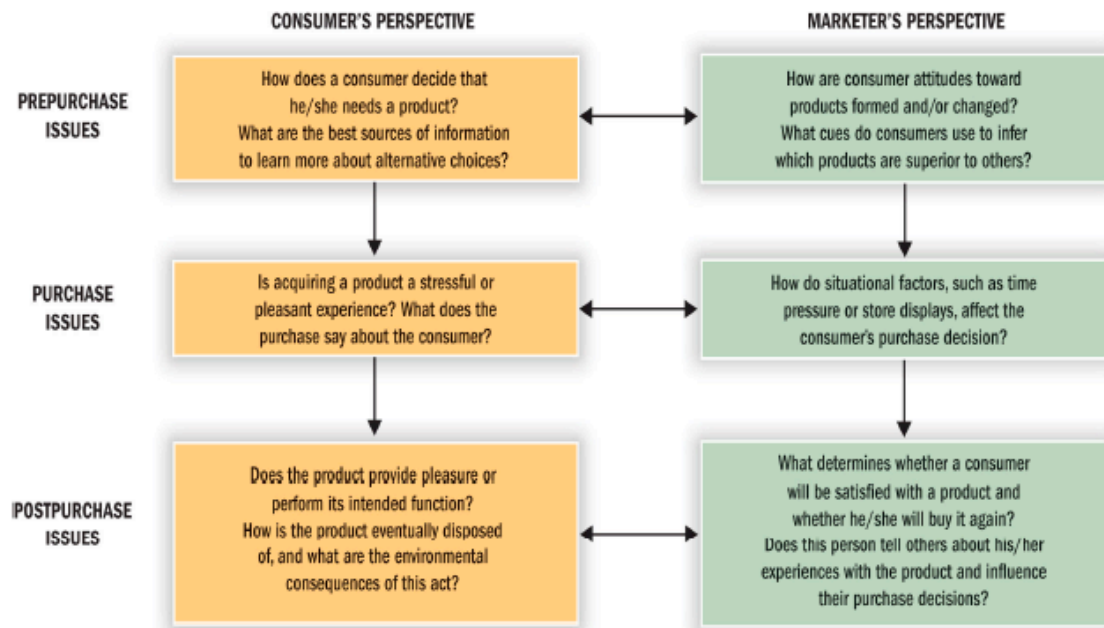 CONSUMER'S PERSPECTIVE
MARKETER'S PERSPECTIVE
PREPURCHASE
ISSUES
How does a consumer decide that
he/she needs a product?
What are the best sources of information
to learn more about alternative choices?
How are consumer attitudes toward
products formed and/or changed?
What cues do consumers use to infer
which products are superior to others?
PURCHASE
ISSUES
Is acquiring a product a stressful or
pleasant experience? What does the
purchase say about the consumer?
How do situational factors, such as time
pressure or store displays, affect the
consumer's purchase decision?
POSTPURCHASE
ISSUES
Does the product provide pleasure or
perform its intended function?
How is the product eventually disposed
of, and what are the environmental
consequences of this act?
What determines whether a consumer
will be satisfied with a product and
whether he/she will buy it again?
Does this person tell others about his/her
experiences with the product and influence
their purchase decisions?